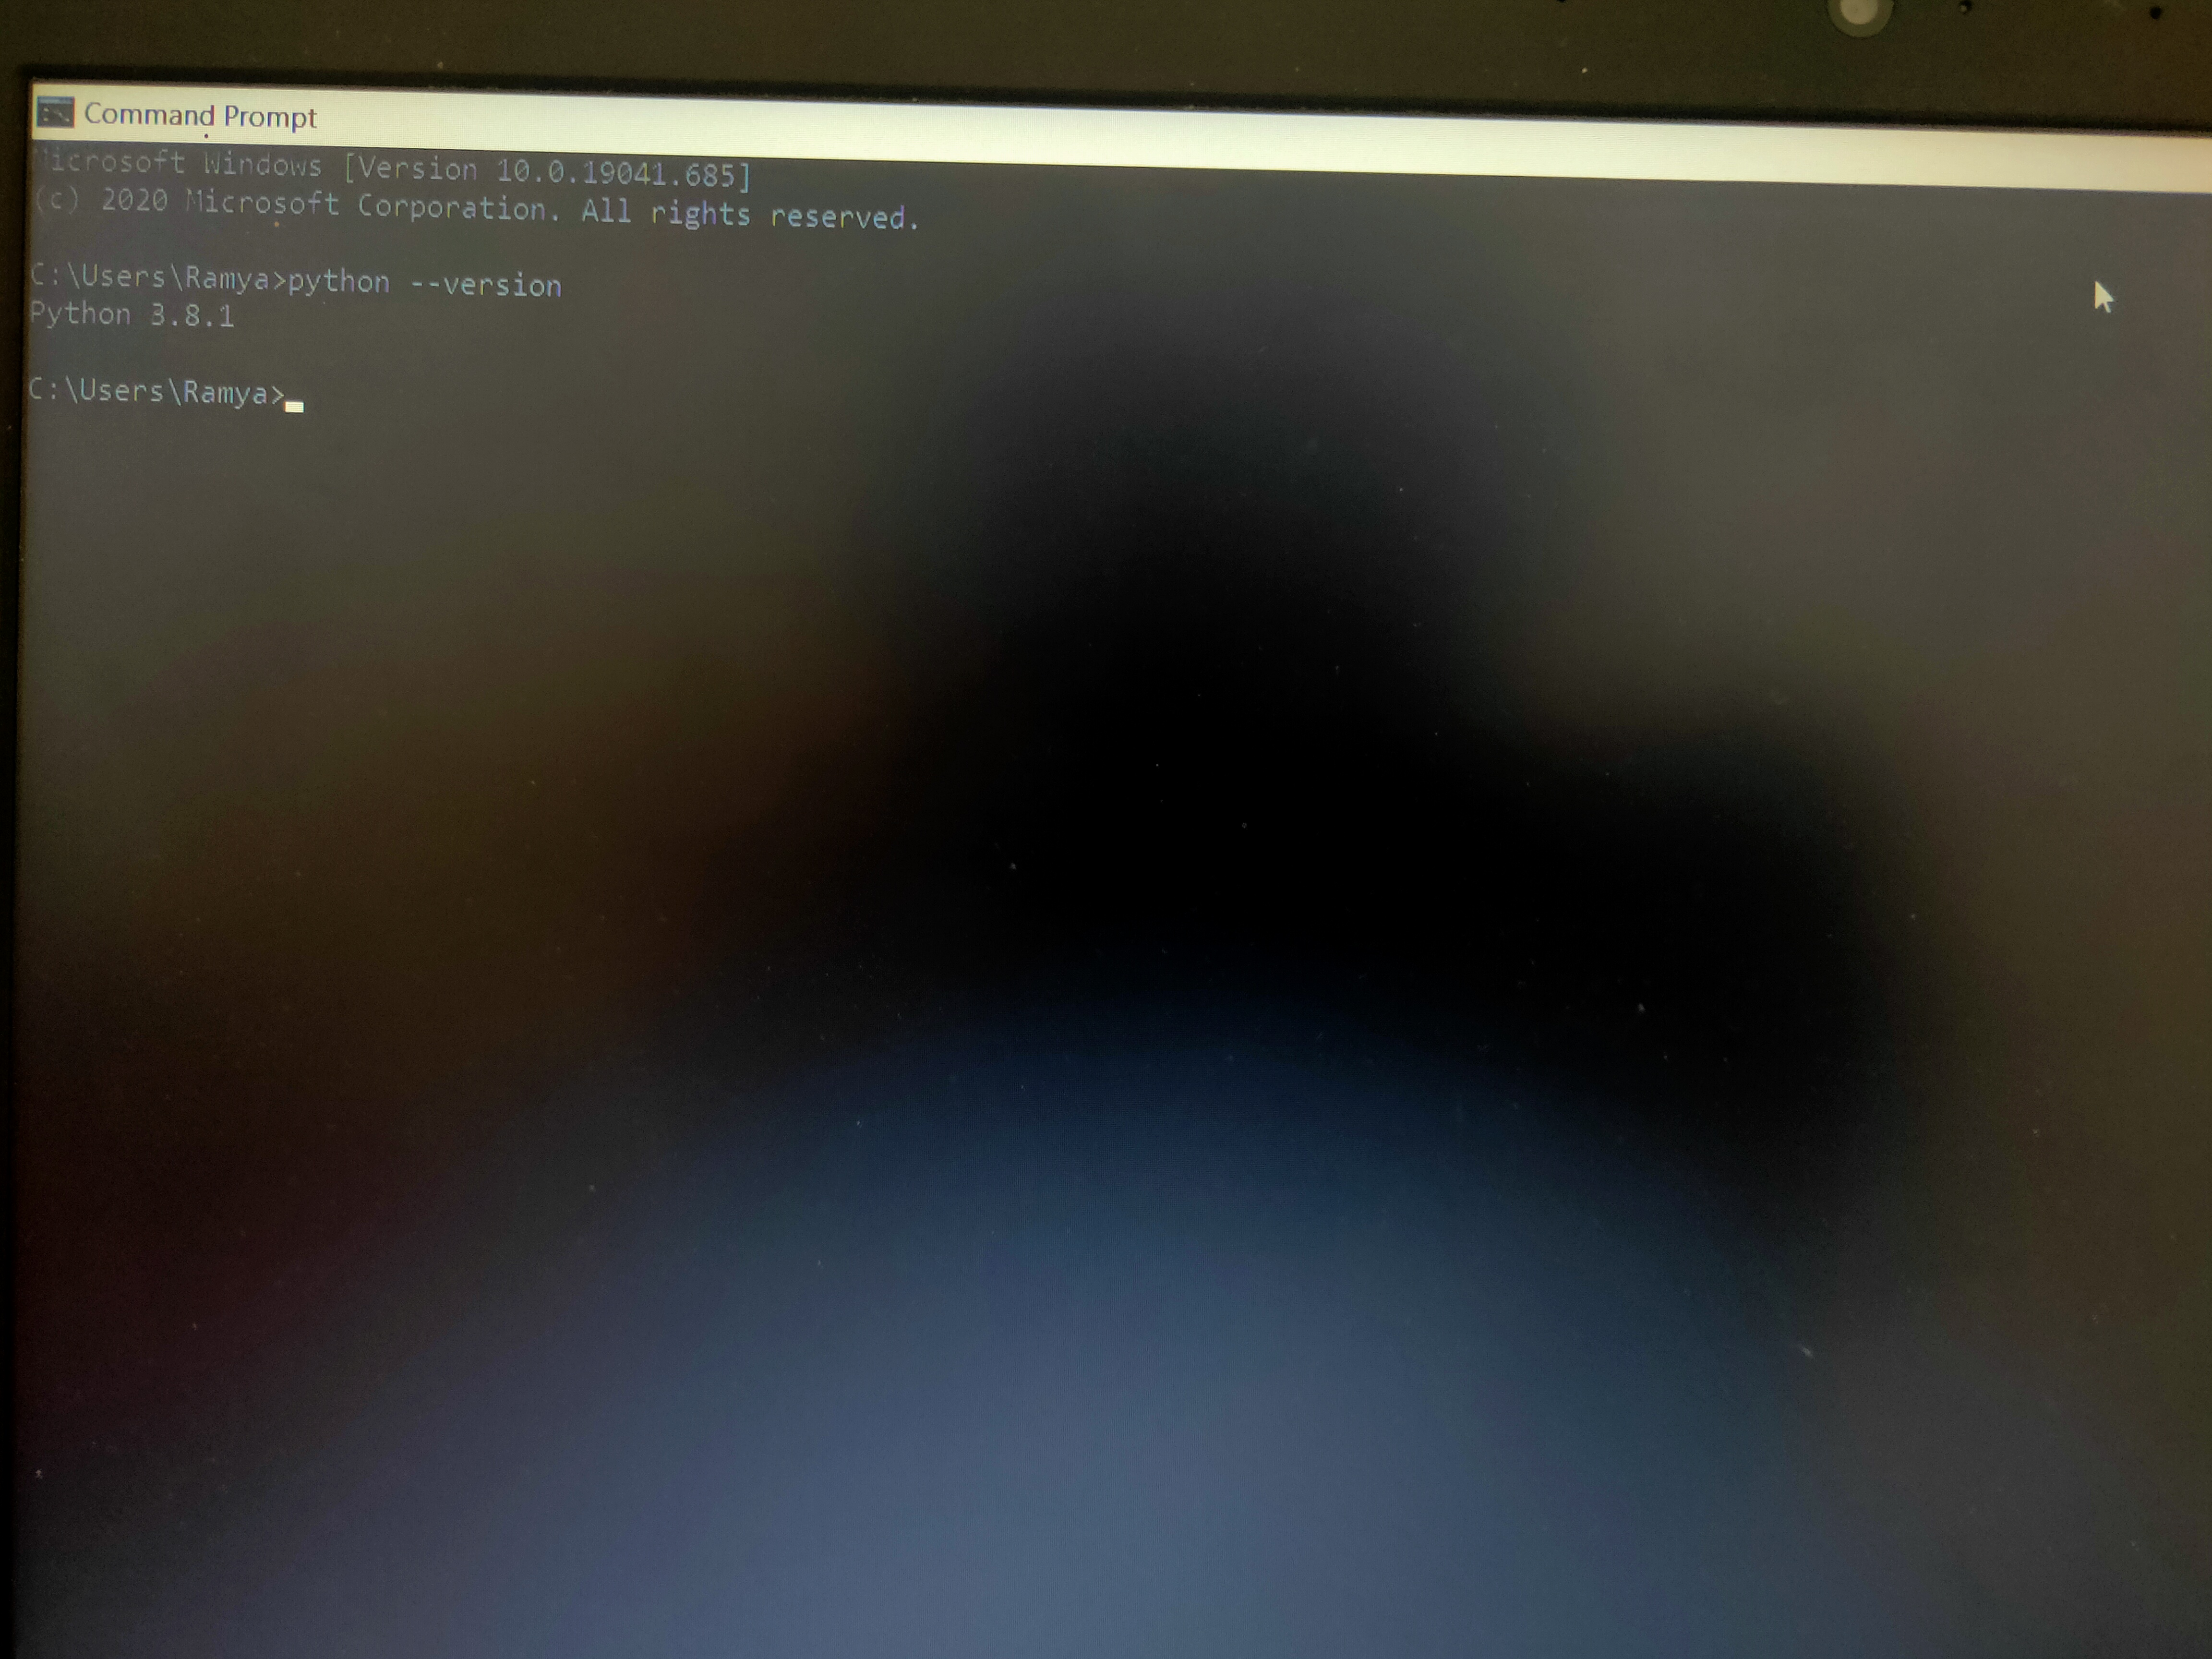 Command Prompt
Microsoft Windows [Version 10.0.19041.685]
(c) 2020 Microsoft Corporation. All rights reserved.
C:\Users\Ramya>python --version
Python 3.8.1
C:\Users\Ramya>